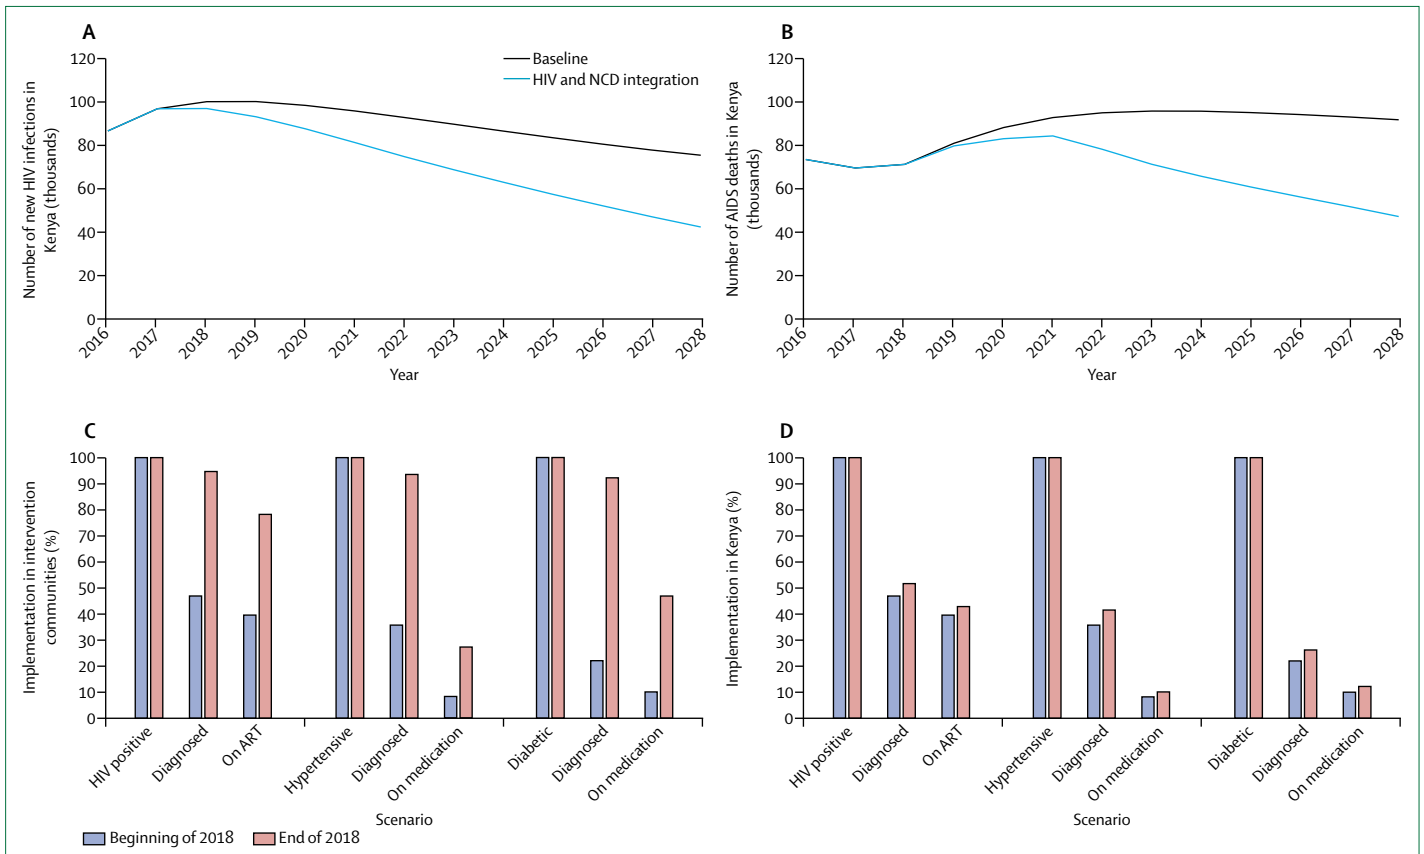 A
Number of new HIV infections in
Kenya (thousands)
120
100
80
60
40
20
0
Baseline
HIV and NCD integration
2016
2017
2018
2019
2020
2021
2022
2023
2024
2025
2026
2027
2028
Year
B
Number of AIDS deaths in Kenya
(thousands)
120
100
80
60
40
20
0
2016
2017
2018
2019
2020
2021
2022
2023
2024
2025
2026
2027
2028
Year
C
Implementation in intervention
communities (%)
100
90
80
70
60
50
40
30
20
10
0
HIV positive
Diagnosed
On ART
Hypertensive
Diagnosed
On medication
Diabetic
Diagnosed
On medication
Scenario
Beginning of 2018
End of 2018
D
Implementation in Kenya (%)
100
90
80
70
60
50
40
30
20
10
0
HIV positive
Diagnosed
On ART
Hypertensive
Diagnosed
On medication
Diabetic
Diagnosed
On medication
Scenario